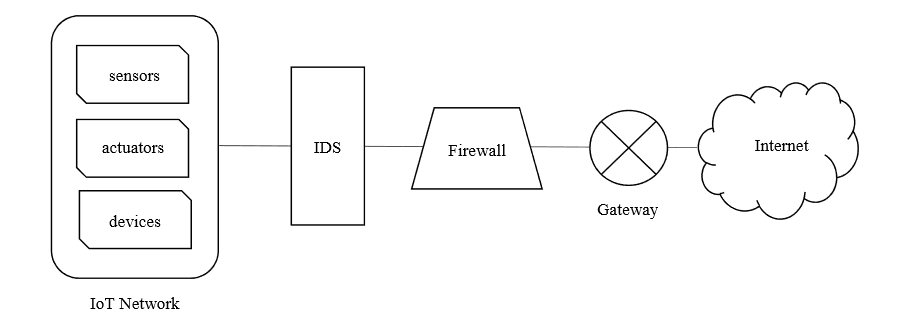 sensors
actuators
devices
IoT Network
IDS
Firewall
Gateway
Internet